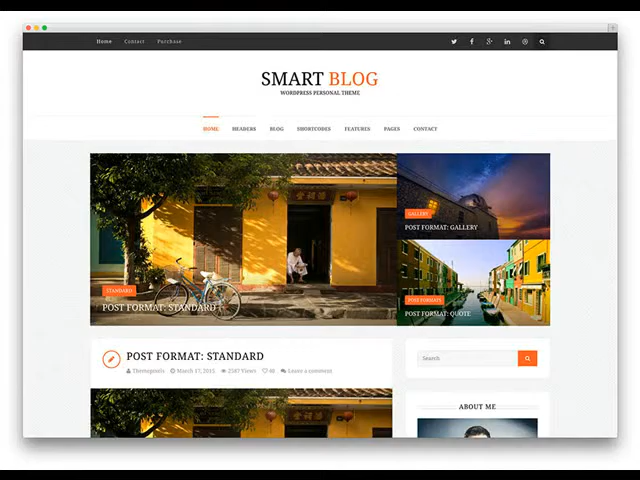 Home Contact Purchase
SMART BLOG
WORDPRESS PERSONAL THEME
HOME HEADERS BLOG SHORTCODES FEATURES PAGES CONTACT
GALLERY
POST FORMAT: GALLERY
STANDARD
POST FORMAT: STANDARD
POST FORMATS
POST FORMAT: QUOTE
POST FORMAT: STANDARD
Themepixels March 17, 2015 2587 Views 48 Leave a comment
Search
ABOUT ME